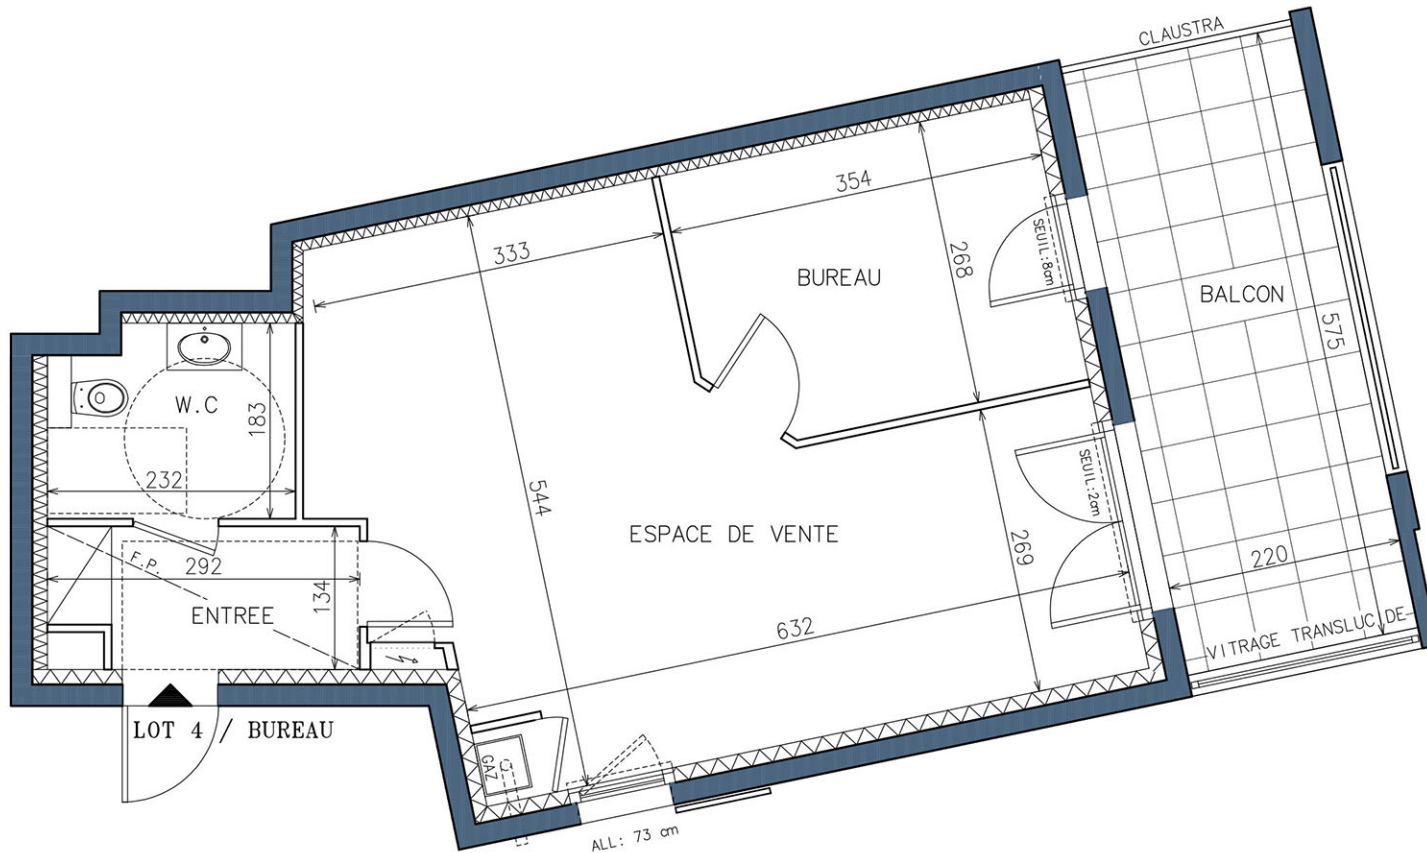 CLAUSTRA
354
333
268
SEUIL:8cm
BUREAU
BALCON
575
W.C
183
232
544
SEUIL:2cm
ESPACE DE VENTE
269
220
F.P.
292
134
ENTREE
632
VITRAGE TRANSLUC DE
LOT 4 / BUREAU
GAZ
ALL: 73 cm